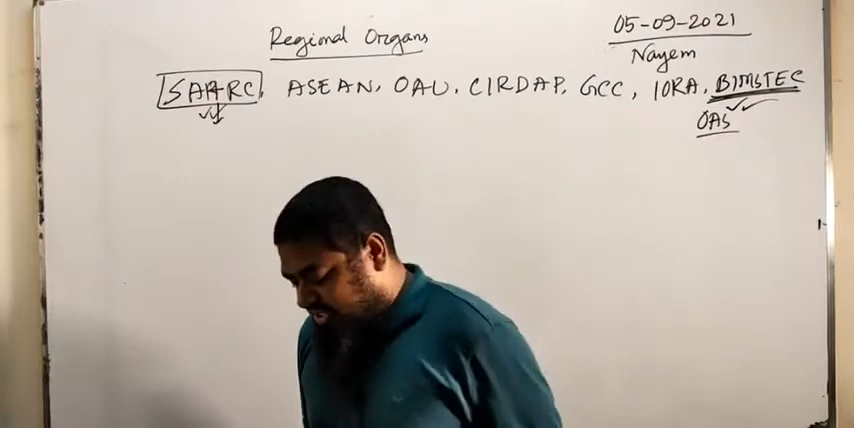 Regional Organs
05-09-2021
Nayem
SAARC, ASEAN, OAU, CIRDAP, GCC, IORA, BIMSTEC
OAS